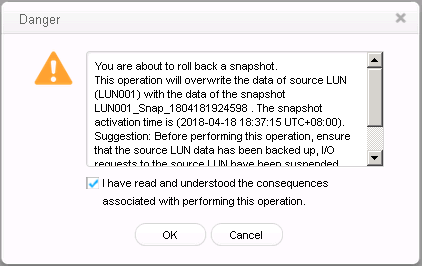 Danger
You are about to roll back a snapshot.
This operation will overwrite the data of source LUN
(LUN001) with the data of the snapshot
LUN001_Snap_1804181924598 . The snapshot
activation time is (2018-04-18 18:37:15 UTC+08:00).
Suggestion: Before performing this operation, ensure
that the source LUN data has been backed up, I/O
requests to the source LUN have been suspended
I have read and understood the consequences
associated with performing this operation.
OK
Cancel